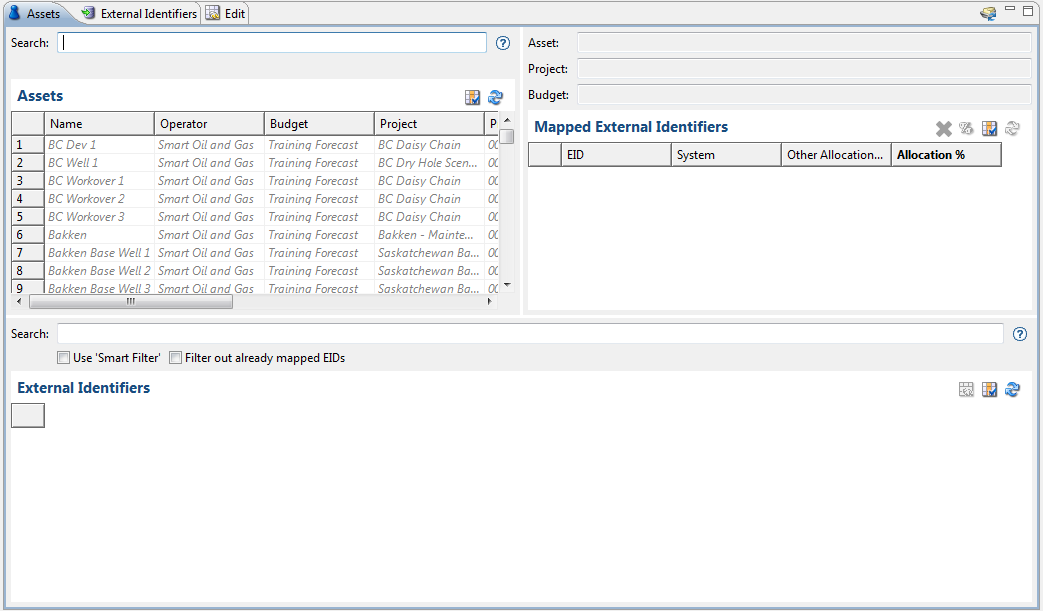 Assets External Identifiers Edit
Search:
Assets
Name Operator Budget Project P
1 BC Dev 1 Smart Oil and Gas Training Forecast BC Daisy Chain 00
2 BC Well 1 Smart Oil and Gas Training Forecast BC Dry Hole Scen... 00
3 BC Workover 1 Smart Oil and Gas Training Forecast BC Daisy Chain 00
4 BC Workover 2 Smart Oil and Gas Training Forecast BC Daisy Chain 00
5 BC Workover 3 Smart Oil and Gas Training Forecast BC Daisy Chain 00
6 Bakken Smart Oil and Gas Training Forecast Bakken - Mainte... 00
7 Bakken Base Well 1 Smart Oil and Gas Training Forecast Saskatchewan Ba... 00
8 Bakken Base Well 2 Smart Oil and Gas Training Forecast Saskatchewan Ba... 00
9 Bakken Base Well 3 Smart Oil and Gas Training Forecast Saskatchewan Ba... 00
Asset:
Project:
Budget:
Mapped External Identifiers
EID System Other Allocation... Allocation %
Search:
Use 'Smart Filter' Filter out already mapped EIDs
External Identifiers